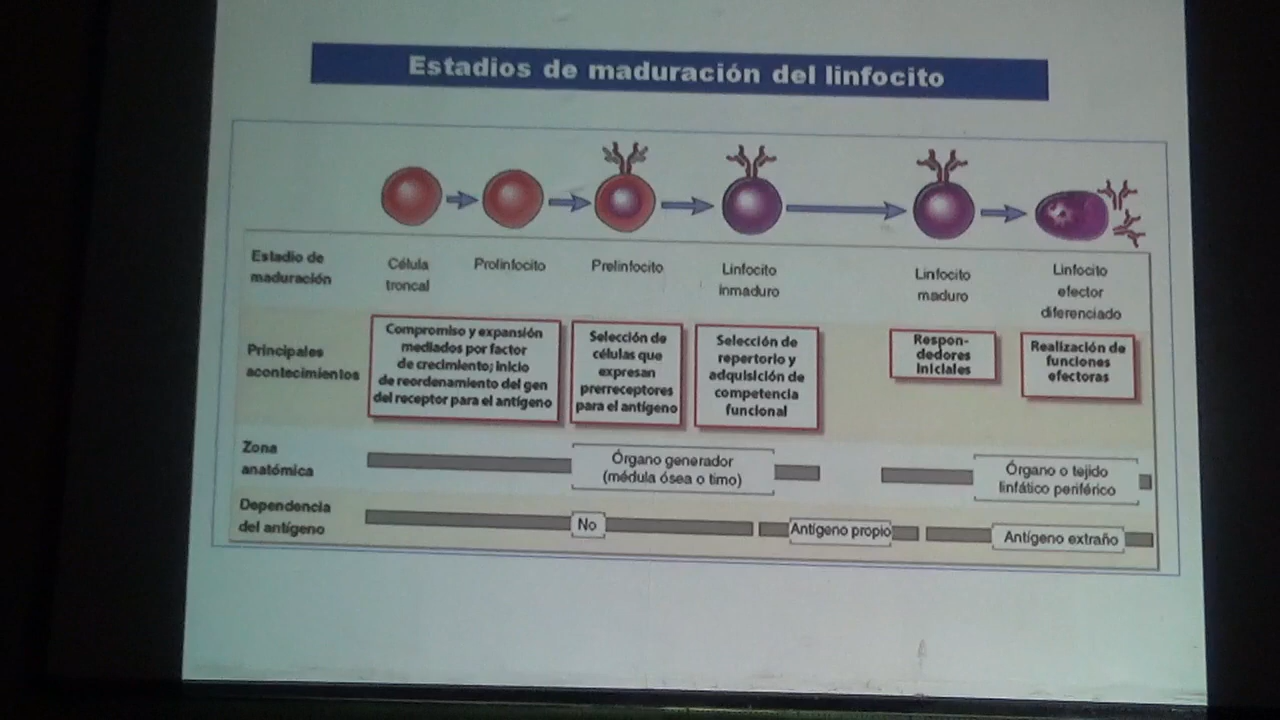 Estadios de maduración del linfocito
Estadio de
maduración
Célula
troncal
Prolinfocito
Prelinfocito
Linfocito
inmaduro
Linfocito
maduro
Linfocito
efector
diferenciado
Principales
acontecimientos
Compromiso y expansión
mediados por factor
de crecimiento; inicio
de reordenamiento del gen
del receptor para el antígeno
Selección de
células que
expresan
prerreceptores
para el antígeno
Selección de
repertorio y
adquisición de
competencia
funcional
Respon-
dedores
iniciales
Realización de
funciones
efectoras
Zona
anatómica
Órgano generador
(médula ósea o timo)
Órgano o tejido
linfático periférico
Dependencia
del antígeno
No
Antígeno propio
Antígeno extraño